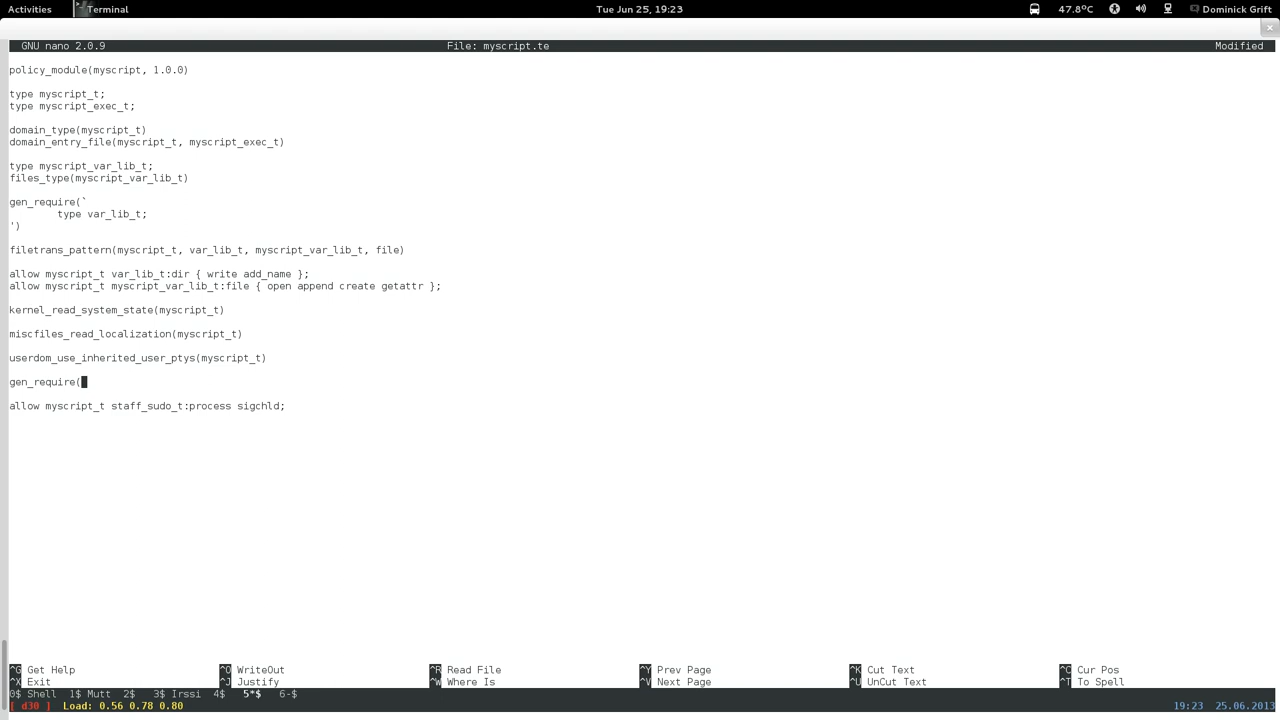 Activities Terminal Tue Jun 25, 19:23 47.8ºC Dominick Grift
GNU nano 2.0.9 File: myscript.te Modified
policy_module(myscript, 1.0.0)
type myscript_t;
type myscript_exec_t;
domain_type(myscript_t)
domain_entry_file(myscript_t, myscript_exec_t)
type myscript_var_lib_t;
files_type(myscript_var_lib_t)
gen_require(`
type var_lib_t;
')
filetrans_pattern(myscript_t, var_lib_t, myscript_var_lib_t, file)
allow myscript_t var_lib_t:dir { write add_name };
allow myscript_t myscript_var_lib_t:file { open append create getattr };
kernel_read_system_state(myscript_t)
miscfiles_read_localization(myscript_t)
userdom_use_inherited_user_ptys(myscript_t)
gen_require(
allow myscript_t staff_sudo_t:process sigchld;
^G Get Help ^O WriteOut ^R Read File ^Y Prev Page ^K Cut Text ^C Cur Pos
^X Exit ^J Justify ^W Where Is ^V Next Page ^U UnCut Text ^T To Spell
0$ Shell 1$ Mutt 2$ 3$ Irssi 4$ 5*$ 6-$
[ d30 ] Load: 0.56 0.78 0.80 19:23 25.06.2013